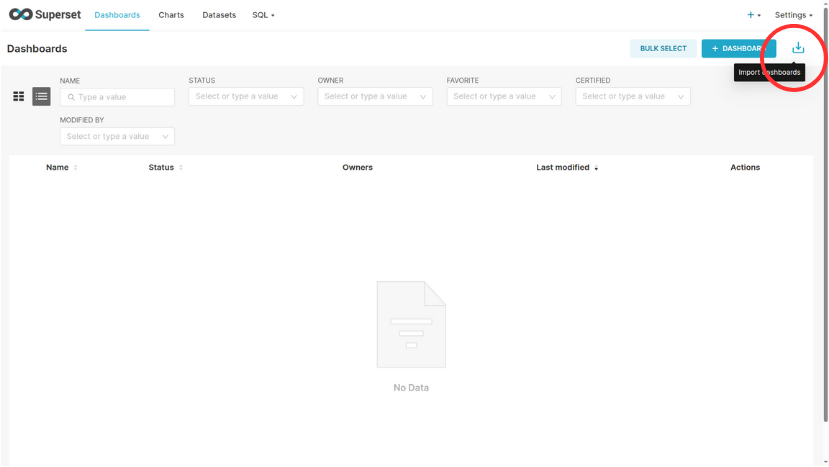 Superset Dashboards Charts Datasets SQL + Settings
Dashboards BULK SELECT + DASHBOARD
Import dashboards
NAME STATUS OWNER FAVORITE CERTIFIED
Type a value Select or type a value Select or type a value Select or type a value Select or type a value
MODIFIED BY
Select or type a value
Name Status Owners Last modified Actions
No Data